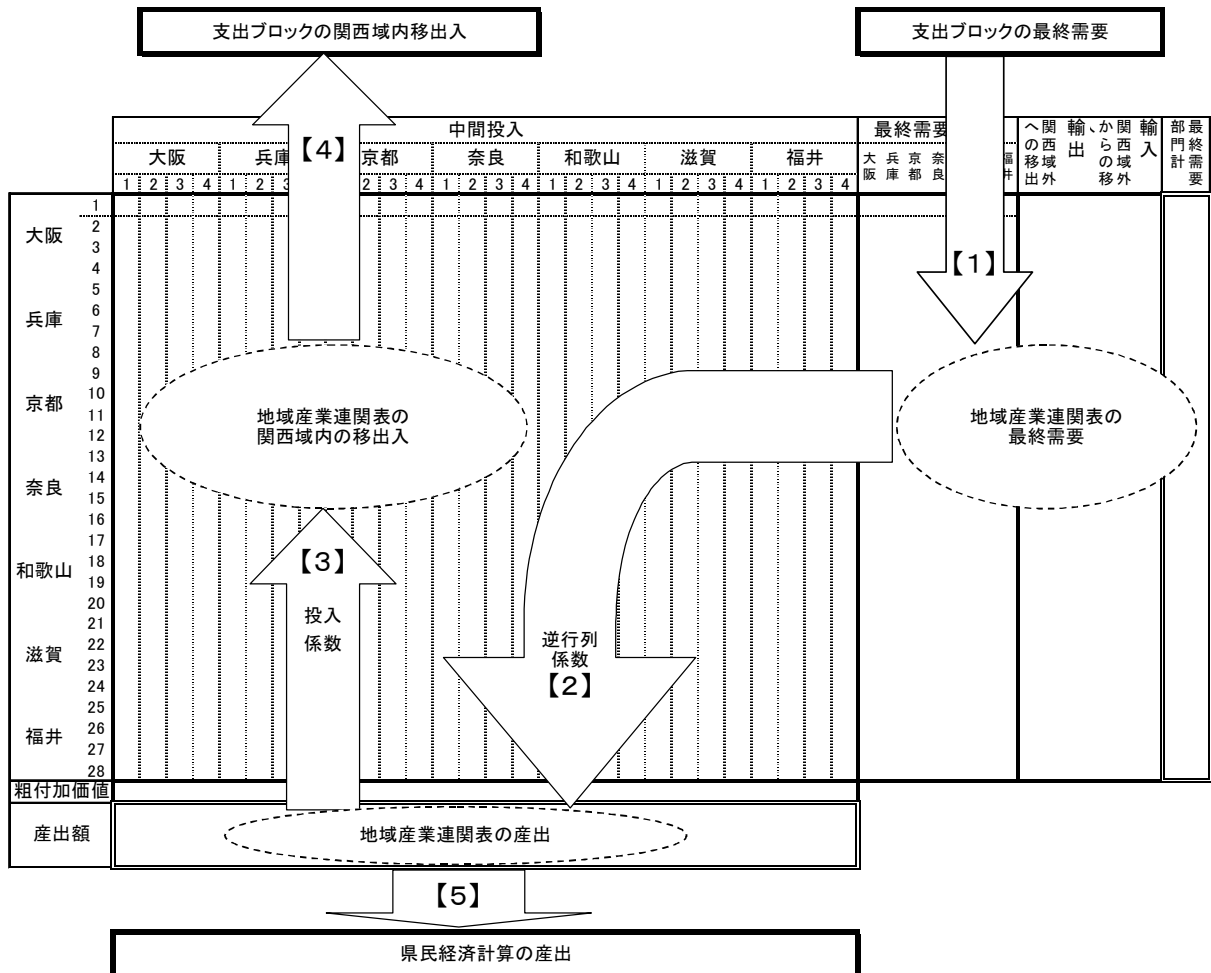 支出ブロックの関西域内移出入
支出ブロックの最終需要
中間投入
最終需要
関西域外への移出
輸出、
関西域外からの移
輸入
最終需要部門計
【4】
大阪 兵庫 京都 奈良 和歌山 滋賀 福井
大阪 兵庫 京都 奈良 福井
1 2 3 4 1 2 3 2 3 4 1 2 3 4 1 2 3 4 1 2 3 4 1 2 3 4
大阪
1
2
3
4
兵庫
5
6
7
8
京都
9
10
11
12
奈良
13
14
15
16
和歌山
17
18
19
20
滋賀
21
22
23
24
福井
25
26
27
28
【1】
地域産業連関表の
関西域内の移出入
地域産業連関表の
最終需要
【3】
投入
係数
逆行列
係数
【2】
粗付加価値
産出額
地域産業連関表の産出
【5】
県民経済計算の産出